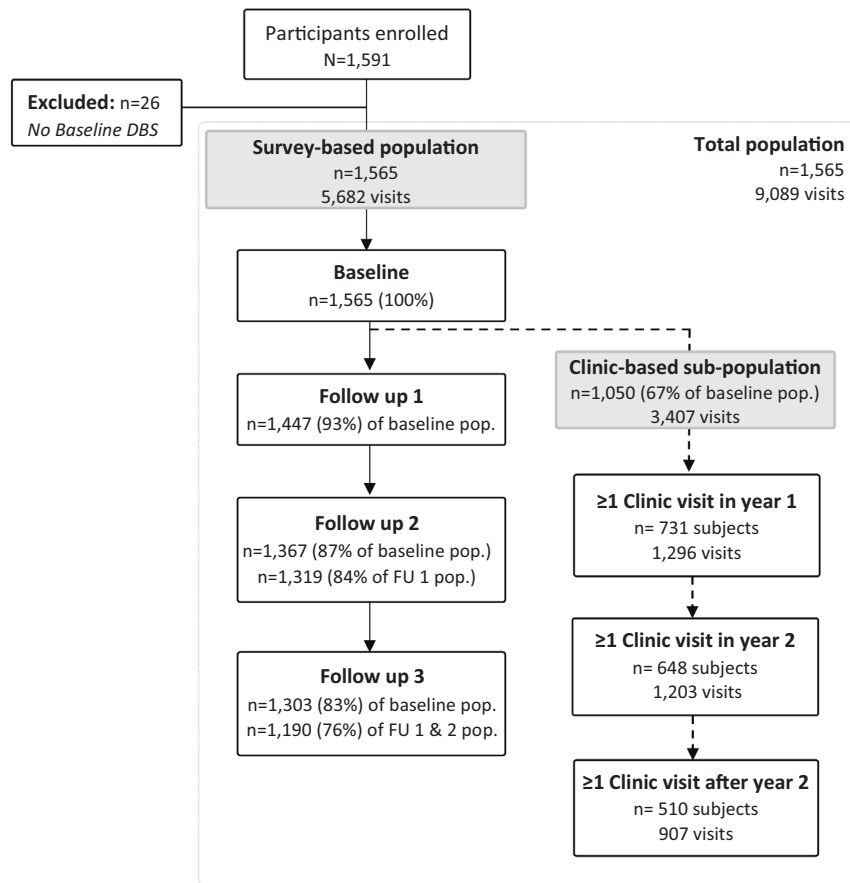 Participants enrolled
N=1,591
Excluded: n=26
No Baseline DBS
Survey-based population
n=1,565
5,682 visits
Total population
n=1,565
9,089 visits
Baseline
n=1,565 (100%)
Clinic-based sub-population
n=1,050 (67% of baseline pop.)
3,407 visits
Follow up 1
n=1,447 (93%) of baseline pop.
≥1 Clinic visit in year 1
n= 731 subjects
1,296 visits
Follow up 2
n=1,367 (87% of baseline pop.)
n=1,319 (84% of FU 1 pop.)
≥1 Clinic visit in year 2
n= 648 subjects
1,203 visits
Follow up 3
n=1,303 (83%) of baseline pop.
n=1,190 (76%) of FU 1 & 2 pop.
≥1 Clinic visit after year 2
n= 510 subjects
907 visits